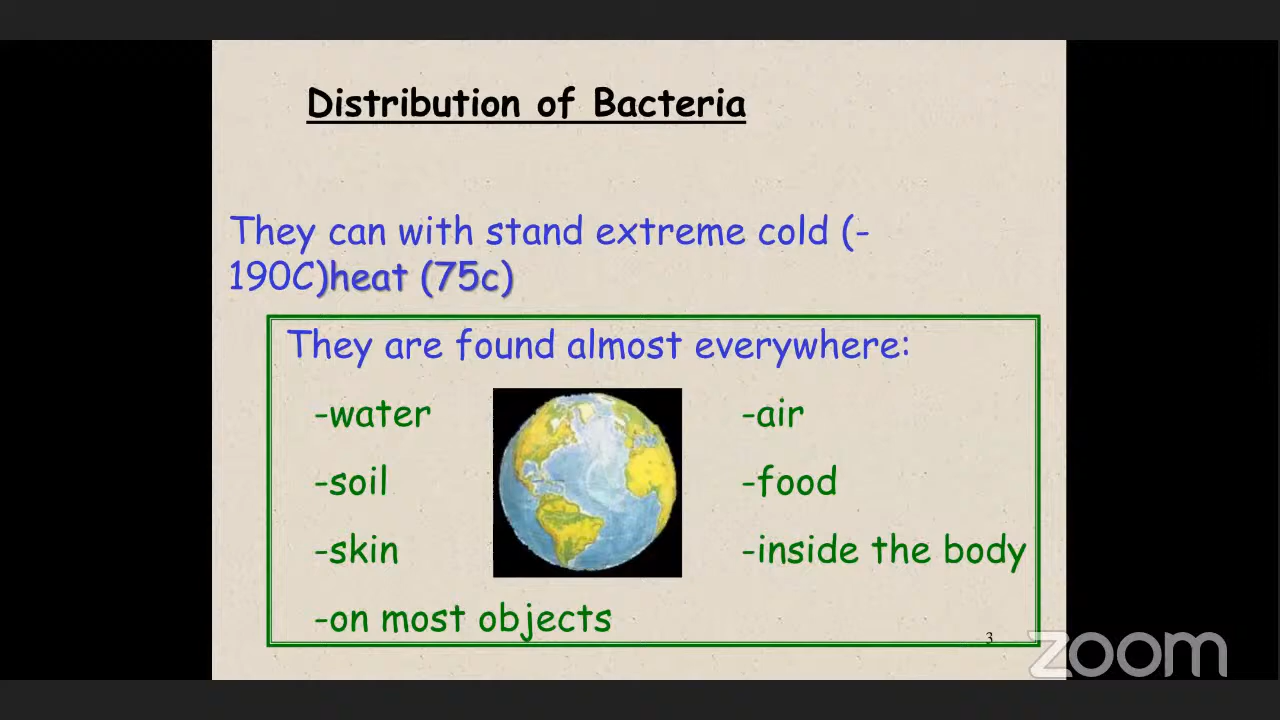 Distribution of Bacteria
They can with stand extreme cold (-
190C)heat (75c)
They are found almost everywhere:
-water
-air
-soil
-food
-skin
-inside the body
-on most objects
3
zoom